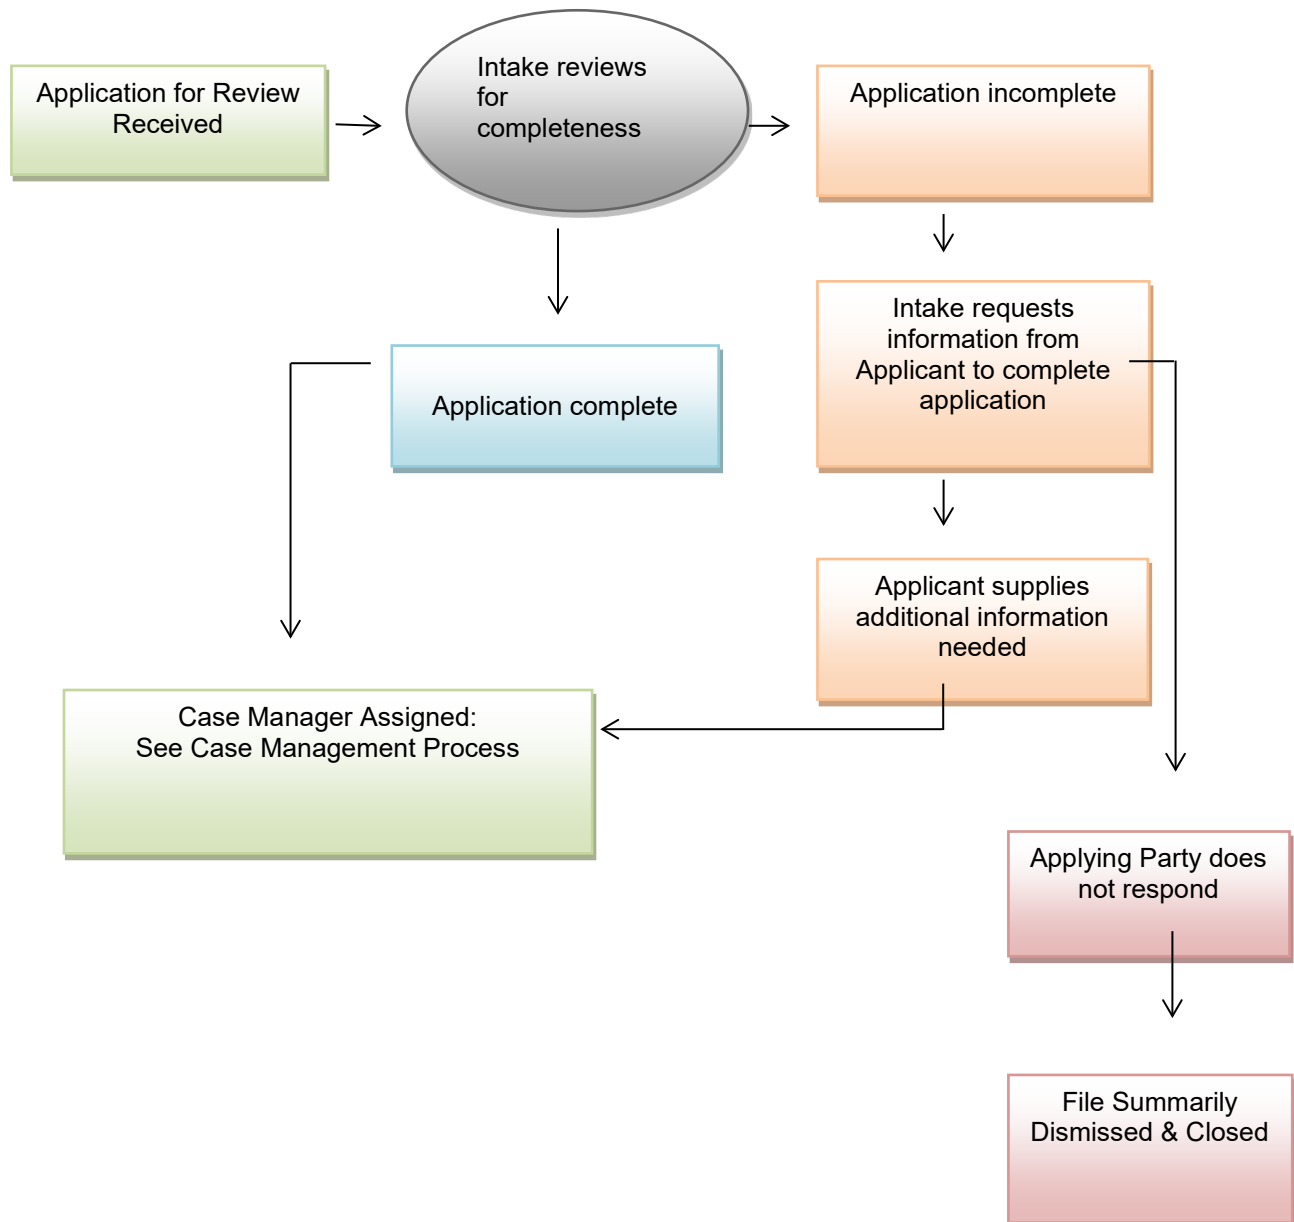 Application for Review
Received
Intake reviews
for
completeness
Application incomplete
Intake requests
information from
Applicant to complete
application
Application complete
Applicant supplies
additional information
needed
Case Manager Assigned:
See Case Management Process
Applying Party does
not respond
File Summarily
Dismissed & Closed